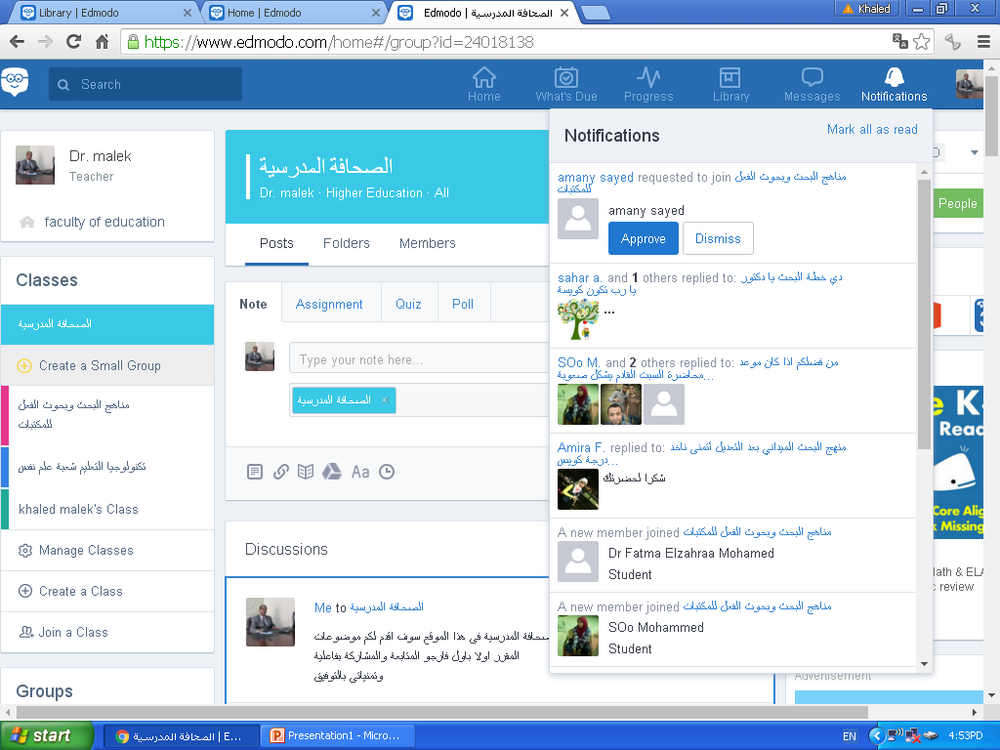 Library | Edmodo
Home | Edmodo
Edmodo | الصحافة المدرسية
Khaled
https://www.edmodo.com/home#/group?id=24018138
Search
Home
What's Due
Progress
Library
Messages
Notifications
Dr. malek
Teacher
faculty of education
Classes
الصحافة المدرسية
Create a Small Group
مناهج البحث وبحوث الفعل
للمكتبات
تكنولوجيا التعليم شعبة علم نفس
khaled malek's Class
Manage Classes
Create a Class
Join a Class
Groups
الصحافة المدرسية
Dr. malek · Higher Education · All
Posts
Folders
Members
Note
Assignment
Quiz
Poll
Type your note here...
الصحافة المدرسية ×
Aa
Discussions
Me to الصحافة المدرسية
صحافة المدرسية فى هذا الموقع سوف اقدم لكم موضوعات
المقرر اولا باول فارجو المتابعة والمشاركة بفاعلية
وتمنياتى بالتوفيق
Notifications
Mark all as read
amany sayed requested to join مناهج البحث وبحوث الفعل
للمكتبات
amany sayed
Approve
Dismiss
sahar a. and 1 others replied to: دي خطة البحث يا دكتور
يا رب تكون كويسة
...
SOo M. and 2 others replied to: من فضلكم اذا كان موعد
محاضرة السبت القادم يشكل صعوبة...
Amira F. replied to: منهج البحث الميداني بعد التعديل أتمنى ناخد
درجة كويس...
شكرا لحضرتك
A new member joined مناهج البحث وبحوث الفعل للمكتبات
Dr Fatma Elzahraa Mohamed
Student
A new member joined مناهج البحث وبحوث الفعل للمكتبات
SOo Mohammed
Student
People
e K
Read
Core Alig
k Missing
ath & ELA
c review
Advertisement
start
الصحافة المدرسية | E...
Presentation1 - Micro...
EN
4:53PD